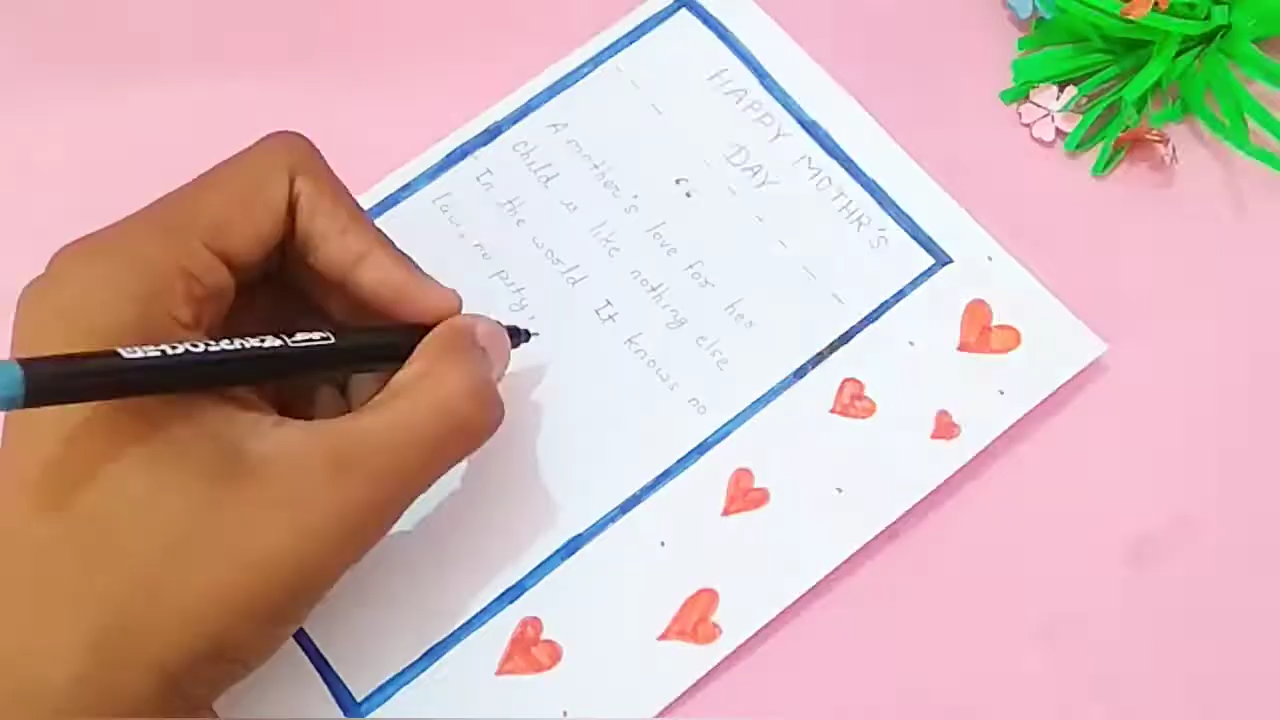 HAPPY MOTHR'S
DAY
“
A mother's love for her
child is like nothing else
In the world It knows no
law, no pity,